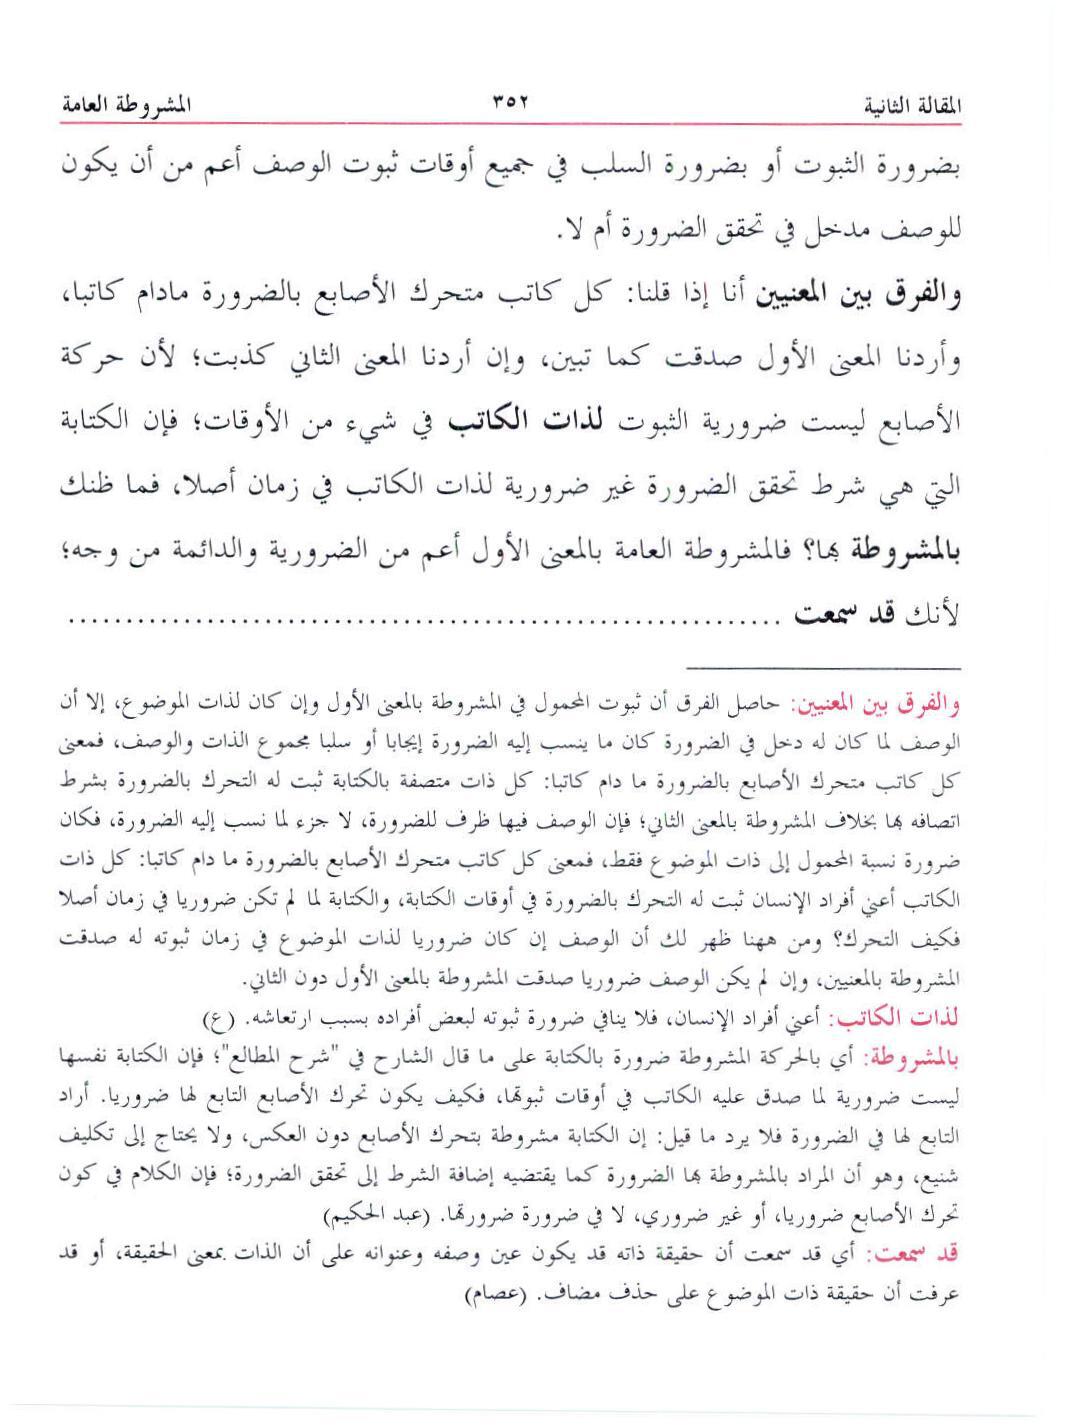 المقالة الثانية ٣٥٢ المشروطة العامة
بضرورة الثبوت أو بضرورة السلب في جميع أوقات ثبوت الوصف أعم من أن يكون
للوصف مدخل في تحقق الضرورة أم لا.
والفرق بين المعنيين أنا إذا قلنا: كل كاتب متحرك الأصابع بالضرورة مادام كاتبا،
وأردنا المعنى الأول صدقت كما تبين، وإن أردنا المعنى الثاني كذبت؛ لأن حركة
الأصابع ليست ضرورية الثبوت لذات الكاتب في شيء من الأوقات؛ فإن الكتابة
التي هي شرط تحقق الضرورة غير ضرورية لذات الكاتب في زمان أصلا، فما ظنك
بالمشروطة بها؟ فالمشروطة العامة بالمعنى الأول أعم من الضرورية والدائمة من وجه؛
لأنك قد سمعت ............................................................
والفرق بين المعنيين: حاصل الفرق أن ثبوت المحمول في المشروطة بالمعنى الأول وإن كان لذات الموضوع، إلا أن
الوصف لما كان له دخل في الضرورة كان ما ينسب إليه الضرورة إيجابا أو سلبا مجموع الذات والوصف، فمعنى
كل كاتب متحرك الأصابع بالضرورة ما دام كاتبا: كل ذات متصفة بالكتابة ثبت له التحرك بالضرورة بشرط
اتصافه بها بخلاف المشروطة بالمعنى الثاني؛ فإن الوصف فيها ظرف للضرورة، لا جزء لما نسب إليه الضرورة، فكان
ضرورة نسبة المحمول إلى ذات الموضوع فقط، فمعنى كل كاتب متحرك الأصابع بالضرورة ما دام كاتبا: كل ذات
الكاتب أعني أفراد الإنسان ثبت له التحرك بالضرورة في أوقات الكتابة، والكتابة لما لم تكن ضروريا في زمان أصلا
فكيف التحرك؟ ومن ههنا ظهر لك أن الوصف إن كان ضروريا لذات الموضوع في زمان ثبوته له صدقت
المشروطة بالمعنيين، وإن لم يكن الوصف ضروريا صدقت المشروطة بالمعنى الأول دون الثاني.
لذات الكاتب: أعني أفراد الإنسان، فلا ينافي ضرورة ثبوته لبعض أفراده بسبب ارتعاشه. (ع)
بالمشروطة: أي بالحركة المشروطة ضرورة بالكتابة على ما قال الشارح في "شرح المطالع"؛ فإن الكتابة نفسها
ليست ضرورية لما صدق عليه الكاتب في أوقات ثبوتها، فكيف يكون تحرك الأصابع التابع لها ضروريا. أراد
التابع لها في الضرورة فلا يرد ما قيل: إن الكتابة مشروطة بتحرك الأصابع دون العكس، ولا يحتاج إلى تكليف
شنيع، وهو أن المراد بالمشروطة بها الضرورة كما يقتضيه إضافة الشرط إلى تحقق الضرورة؛ فإن الكلام في كون
تحرك الأصابع ضروريا، أو غير ضروري، لا في ضرورة ضرورتها. (عبد الحكيم)
قد سمعت: أي قد سمعت أن حقيقة ذاته قد يكون عين وصفه وعنوانه على أن الذات بمعنى الحقيقة، أو قد
عرفت أن حقيقة ذات الموضوع على حذف مضاف. (عصام)